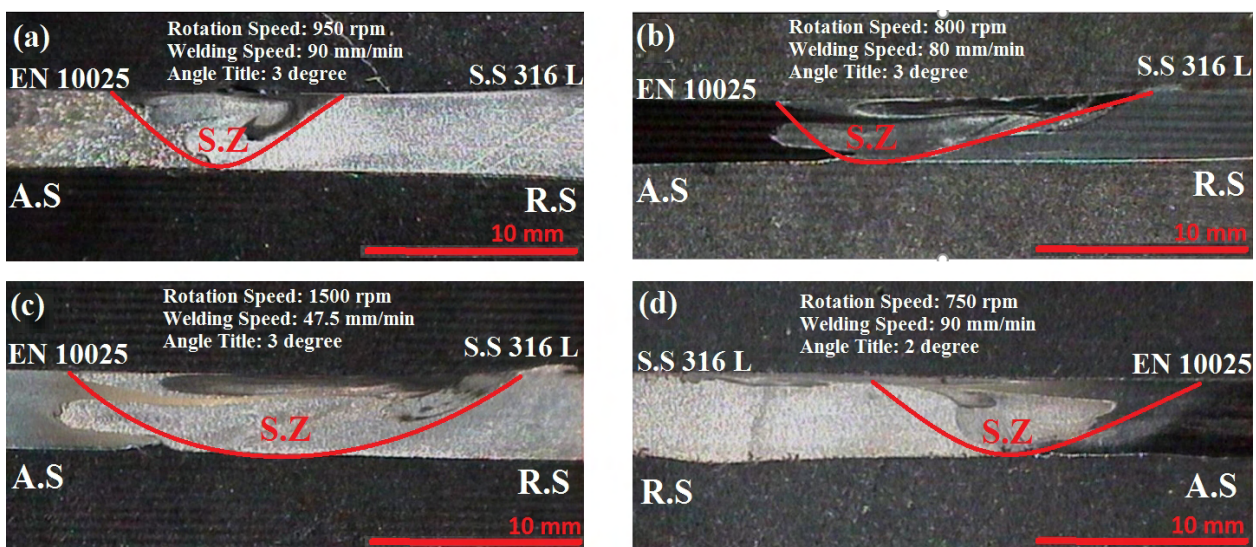 (a)
Rotation Speed: 950 rpm
Welding Speed: 90 mm/min
Angle Title: 3 degree
EN 10025
S.S 316 L
S.Z
A.S
R.S
10 mm
(b)
Rotation Speed: 800 rpm
Welding Speed: 80 mm/min
Angle Title: 3 degree
EN 10025
S.S 316 L
S.Z
A.S
R.S
10 mm
(c)
Rotation Speed: 1500 rpm
Welding Speed: 47.5 mm/min
Angle Title: 3 degree
EN 10025
S.S 316 L
S.Z
A.S
R.S
10 mm
(d)
Rotation Speed: 750 rpm
Welding Speed: 90 mm/min
Angle Title: 2 degree
S.S 316 L
EN 10025
S.Z
R.S
A.S
10 mm